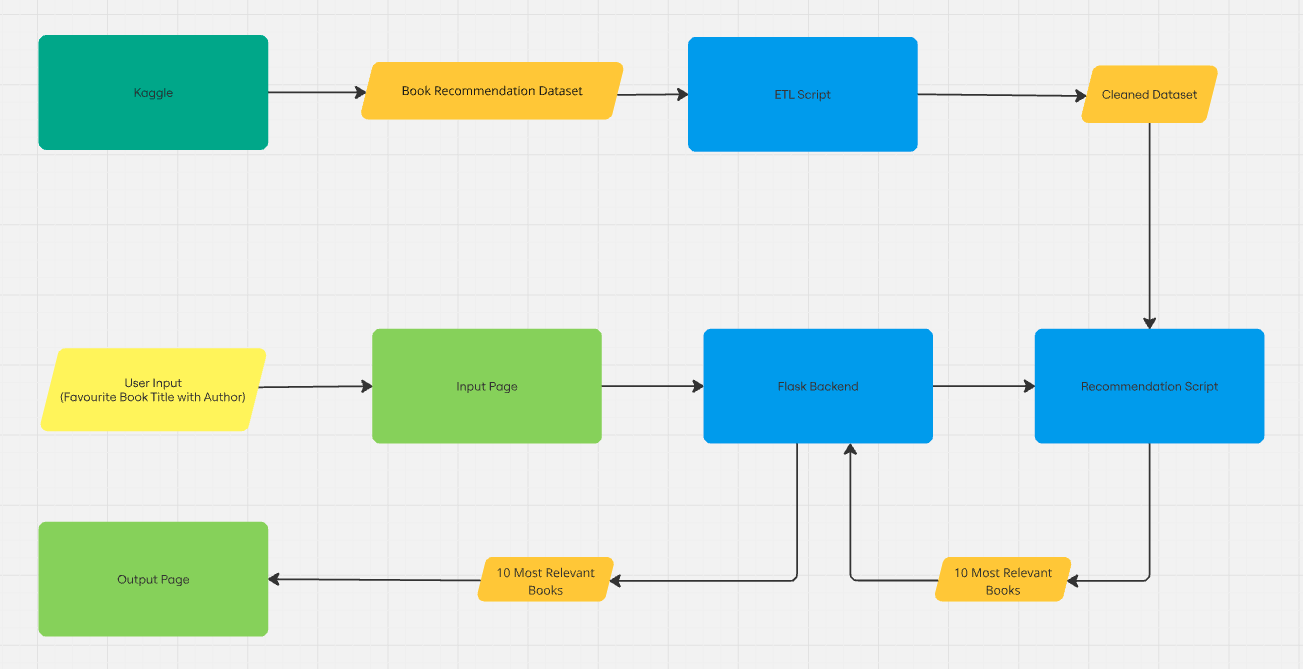 Kaggle
Book Recommendation Dataset
ETL Script
Cleaned Dataset
User Input
(Favourite Book Title with Author)
Input Page
Flask Backend
Recommendation Script
Output Page
10 Most Relevant
Books
10 Most Relevant
Books